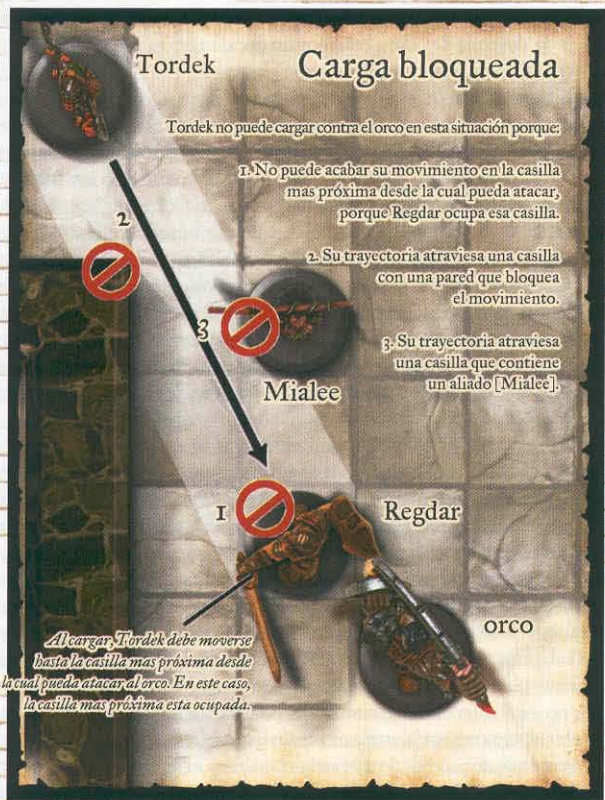 Tordek
Carga bloqueada
Tordek no puede cargar contra el orco en esta situación porque:
1. No puede acabar su movimiento en la casilla
mas próxima desde la cual pueda atacar,
porque Regdar ocupa esa casilla.
2
2. Su trayectoria atraviesa una casilla
con una pared que bloquea
el movimiento.
3
3. Su trayectoria atraviesa
una casilla que contiene
un aliado [Mialee].
Mialee
1
Regdar
orco
Al cargar, Tordek debe moverse
hasta la casilla mas próxima desde
la cual pueda atacar al orco. En este caso,
la casilla mas próxima esta ocupada.